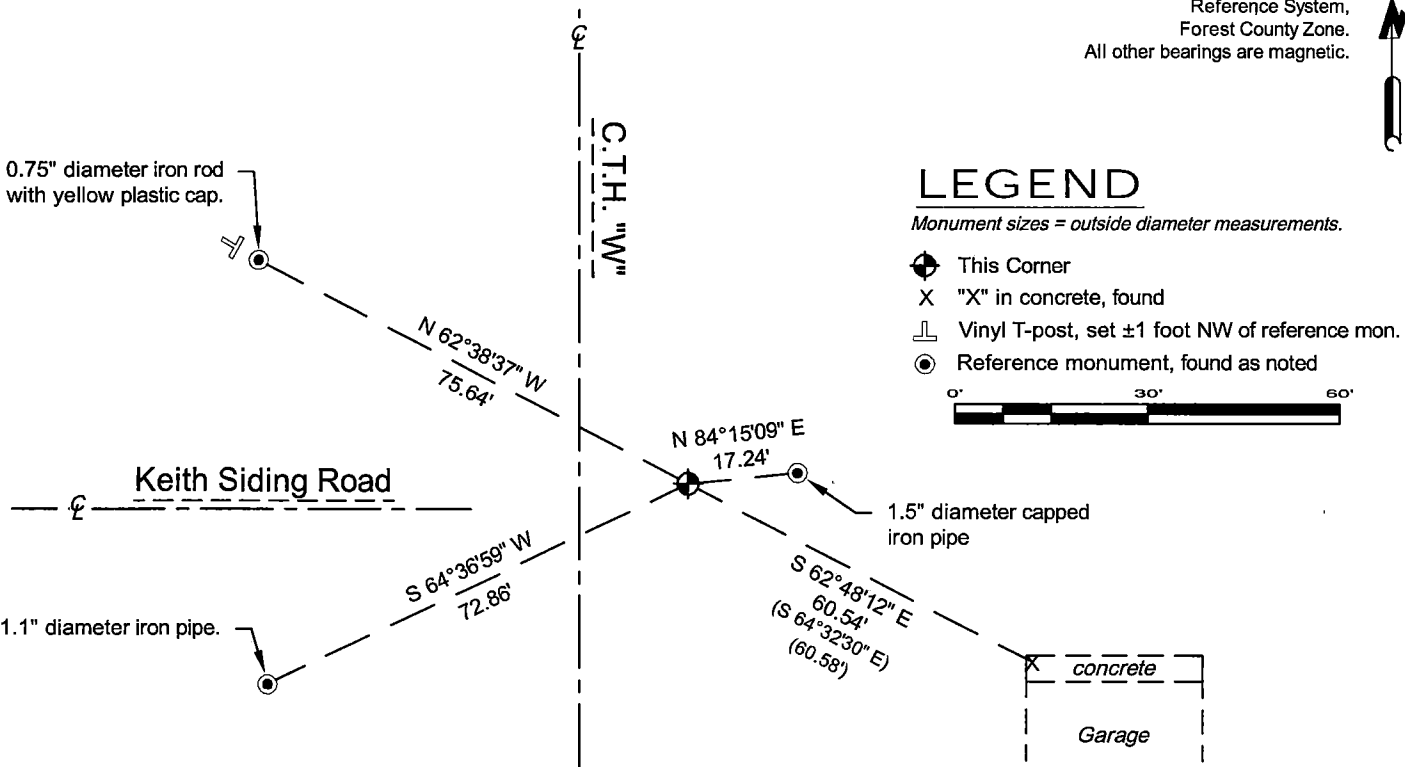 Reference System,
Forest County Zone.
All other bearings are magnetic.
℄
C.T.H. "W"
0.75" diameter iron rod
with yellow plastic cap.
LEGEND
Monument sizes = outside diameter measurements.
This Corner
X "X" in concrete, found
Vinyl T-post, set ±1 foot NW of reference mon.
Reference monument, found as noted
0' 30' 60'
N 62°38'37" W
75.64'
N 84°15'09" E
17.24'
Keith Siding Road
℄
1.5" diameter capped
iron pipe
S 64°36'59" W
72.86'
S 62°48'12" E
60.54'
(S 64°32'30" E)
(60.58')
1.1" diameter iron pipe.
X
concrete
Garage